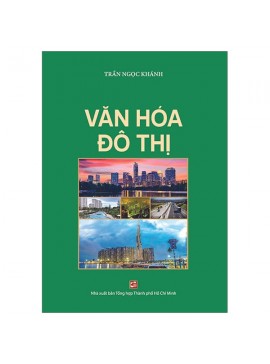 TRẦN NGỌC KHÁNH
VĂN HÓA
ĐÔ THỊ
Nhà xuất bản Tổng hợp Thành phố Hồ Chí Minh